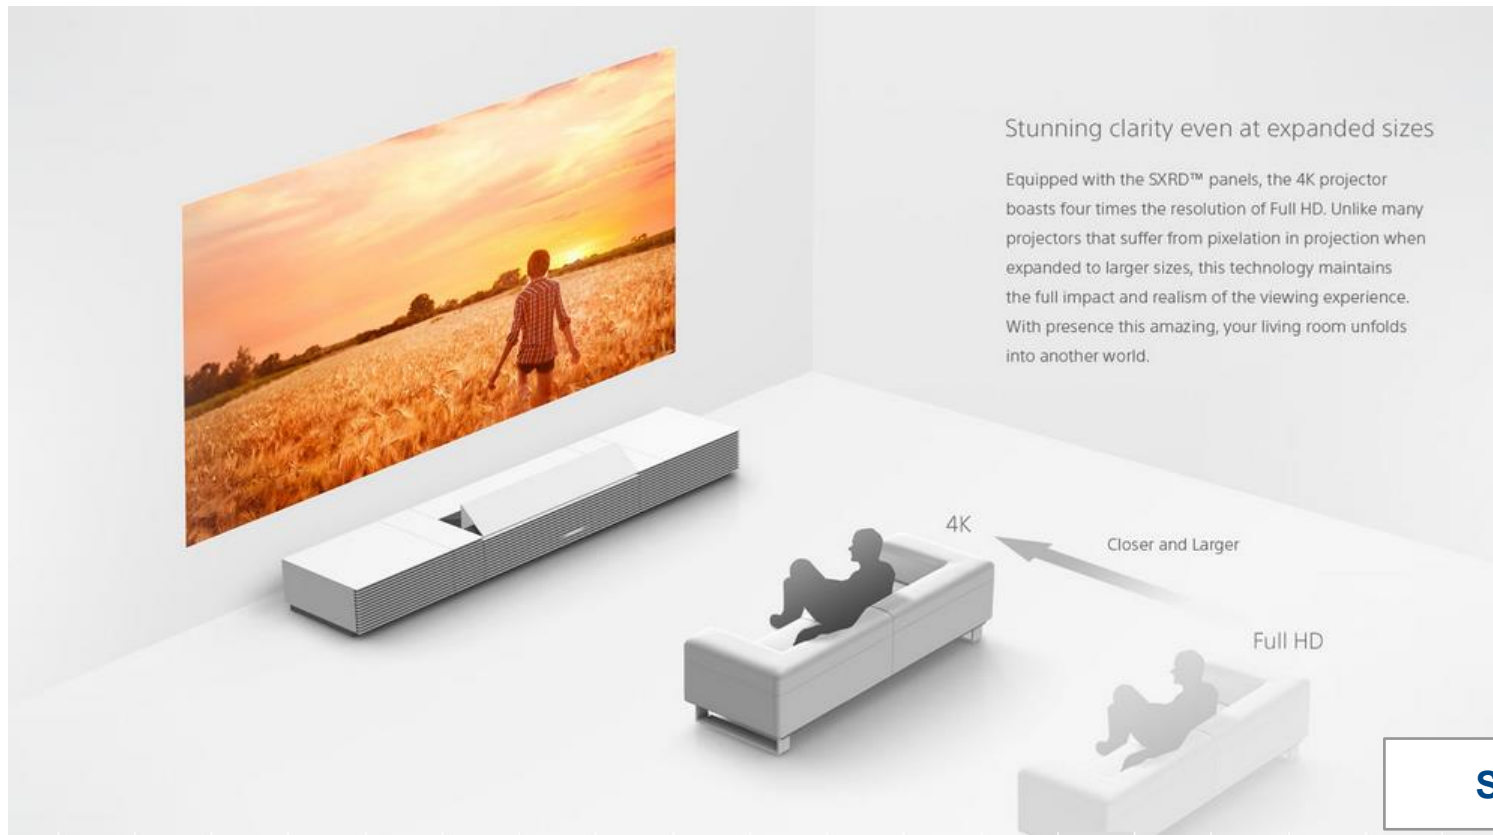 Stunning clarity even at expanded sizes
Equipped with the SXRD™ panels, the 4K projector
boasts four times the resolution of Full HD. Unlike many
projectors that suffer from pixelation in projection when
expanded to larger sizes, this technology maintains
the full impact and realism of the viewing experience.
With presence this amazing, your living room unfolds
into another world.
4K
Closer and Larger
Full HD
S